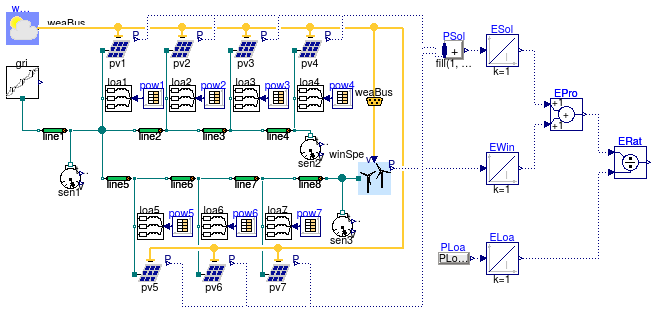 w...
weaBus
P
P
P
P
PSol
+
fill(1, ...
ESol
k=1
pv1
pv2
pv3
pv4
gri
loa1
pow1
loa2
pow2
loa3
pow3
loa4
pow4
weaBus
EPro
+1
+
+1
line1
line2
line3
line4
sen2
winSpe
v
P
EWin
k=1
ERat
÷
sen1
line5
line6
line7
line8
loa5
pow5
loa6
pow6
loa7
pow7
sen3
PLoa
PLo...
ELoa
k=1
P
P
P
pv5
pv6
pv7